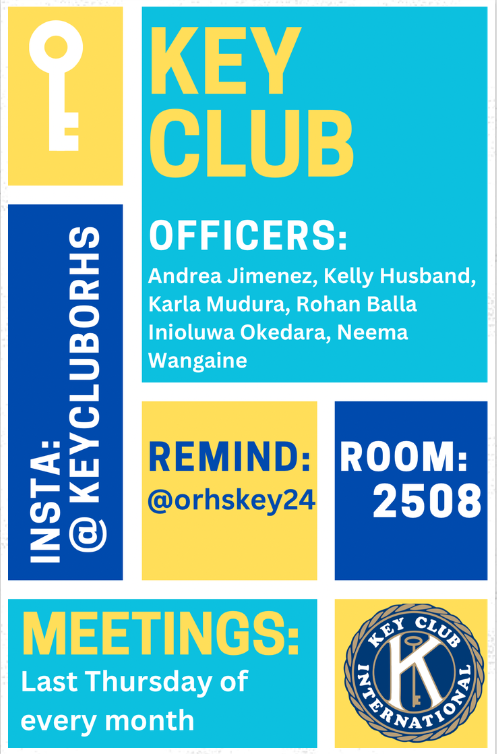 KEY
CLUB
OFFICERS:
Andrea Jimenez, Kelly Husband,
Karla Mudura, Rohan Balla
Inioluwa Okedara, Neema
Wangaine
INSTA:
@ KEYCLUBORHS
REMIND:
@orhskey24
ROOM:
2508
MEETINGS:
Last Thursday of
every month
KEY CLUB
K
INTERNATIONAL